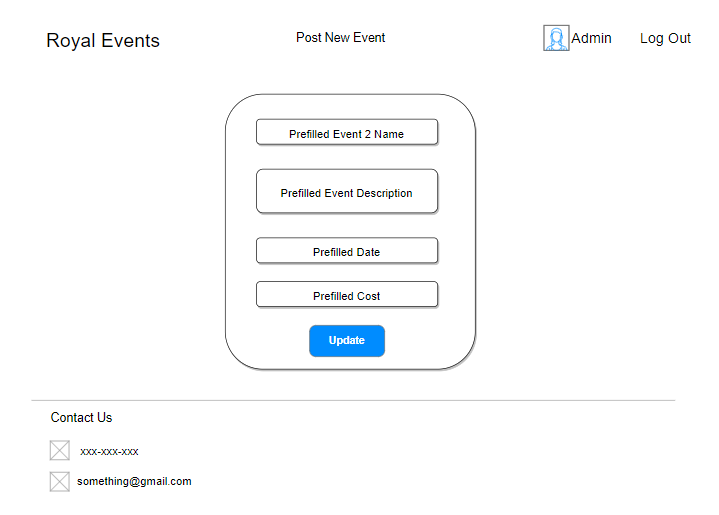 Royal Events
Post New Event
Admin
Log Out
Prefilled Event 2 Name
Prefilled Event Description
Prefilled Date
Prefilled Cost
Update
Contact Us
xxx-xxx-xxx
something@gmail.com